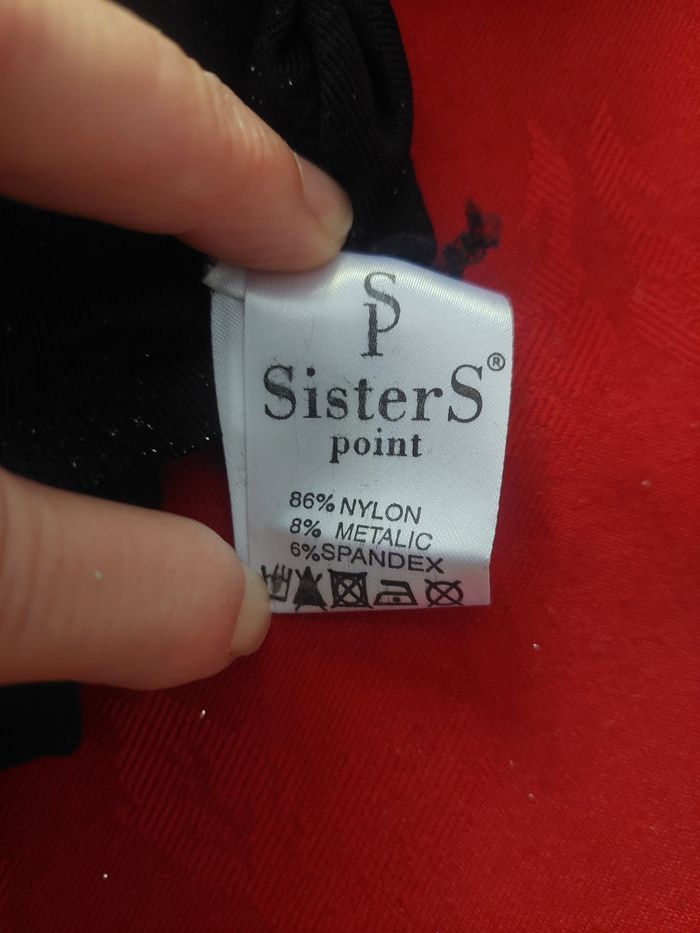 SP
SisterS®
point
86% NYLON
8% METALIC
6% SPANDEX